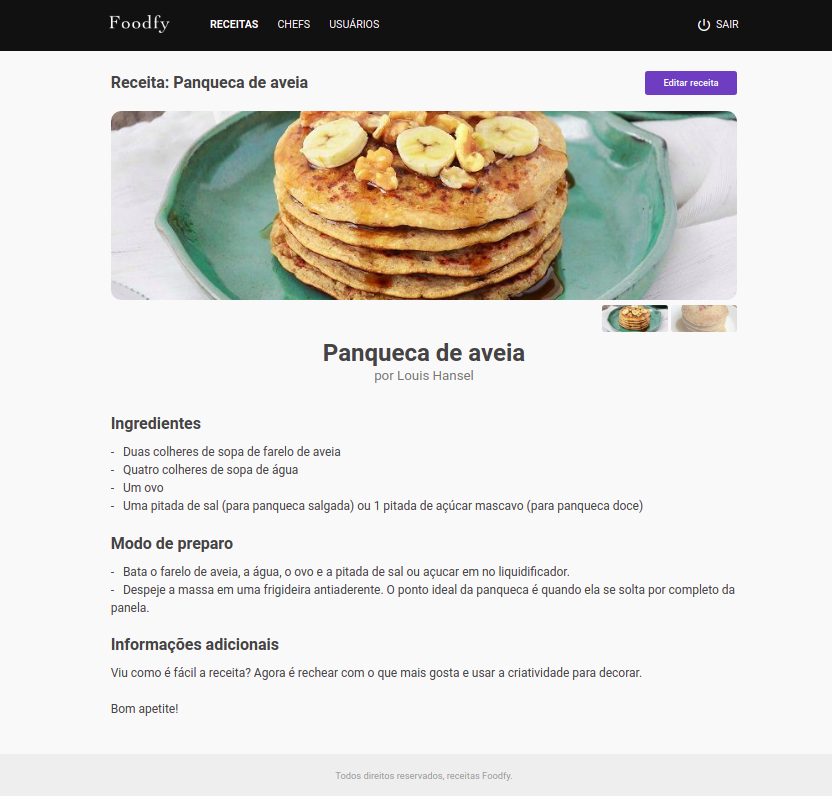 Foodfy RECEITAS CHEFS USUÁRIOS SAIR
Receita: Panqueca de aveia Editar receita
Panqueca de aveia
por Louis Hansel
Ingredientes
- Duas colheres de sopa de farelo de aveia
- Quatro colheres de sopa de água
- Um ovo
- Uma pitada de sal (para panqueca salgada) ou 1 pitada de açúcar mascavo (para panqueca doce)
Modo de preparo
- Bata o farelo de aveia, a água, o ovo e a pitada de sal ou açucar em no liquidificador.
- Despeje a massa em uma frigideira antiaderente. O ponto ideal da panqueca é quando ela se solta por completo da
panela.
Informações adicionais
Viu como é fácil a receita? Agora é rechear com o que mais gosta e usar a criatividade para decorar.
Bom apetite!
Todos direitos reservados, receitas Foodfy.